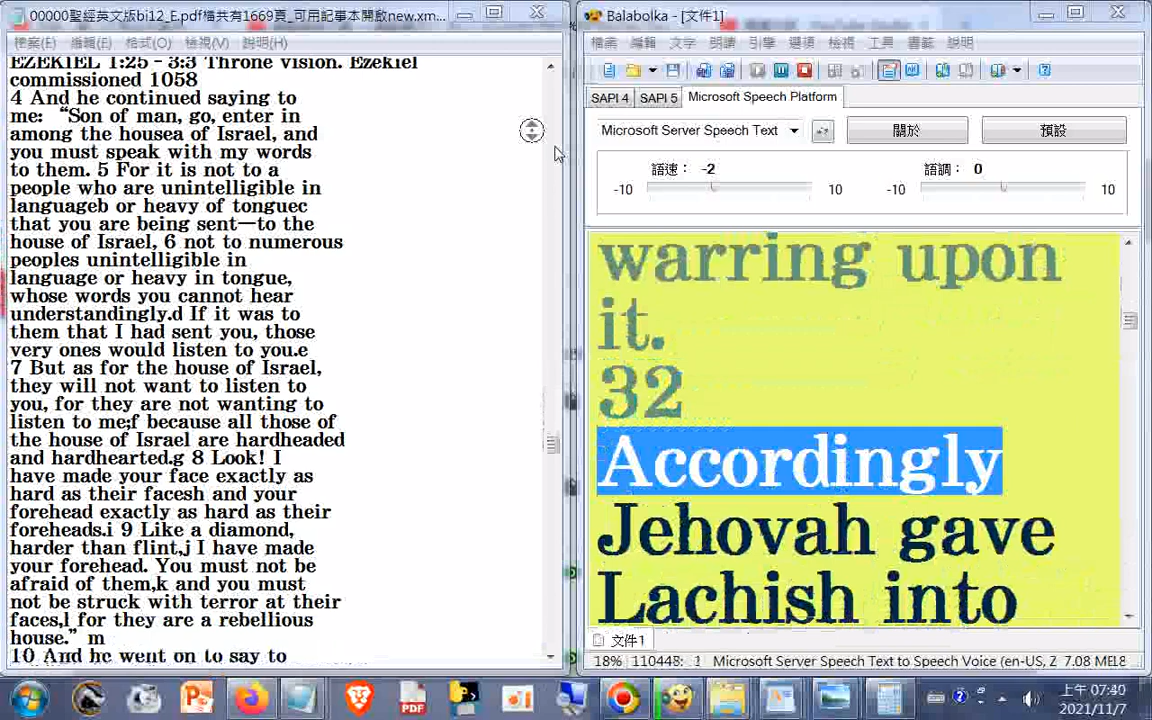 00000聖經英文版bi12_E.pdf檔共有1669頁_可用記事本開啟new.xm...
檔案(F) 編輯(E) 格式(O) 檢視(V) 說明(H)
EZEKIEL 1:25 - 3:3 Throne vision. Ezekiel
commissioned 1058
4 And he continued saying to
me: “Son of man, go, enter in
among the housea of Israel, and
you must speak with my words
to them. 5 For it is not to a
people who are unintelligible in
languageb or heavy of tonguec
that you are being sent—to the
house of Israel, 6 not to numerous
peoples unintelligible in
language or heavy in tongue,
whose words you cannot hear
understandingly.d If it was to
them that I had sent you, those
very ones would listen to you.e
7 But as for the house of Israel,
they will not want to listen to
you, for they are not wanting to
listen to me;f because all those of
the house of Israel are hardheaded
and hardhearted.g 8 Look! I
have made your face exactly as
hard as their facesh and your
forehead exactly as hard as their
foreheads.i 9 Like a diamond,
harder than flint,j I have made
your forehead. You must not be
afraid of them,k and you must
not be struck with terror at their
faces,l for they are a rebellious
house.” m
10 And he went on to say to
Balabolka - [文件1]
檔案 編輯 文字 朗讀 引擎 選項 檢視 工具 書籤 說明
SAPI 4 SAPI 5 Microsoft Speech Platform
Microsoft Server Speech Text 關於 預設
語速： -2 語調： 0
-10 10 -10 10
warring upon
it.
32
Accordingly
Jehovah gave
Lachish into
文件1
18% 110448: 1 Microsoft Server Speech Text to Speech Voice (en-US, Z 7.08 MEL8
PDF
上午 07:40
2021/11/7